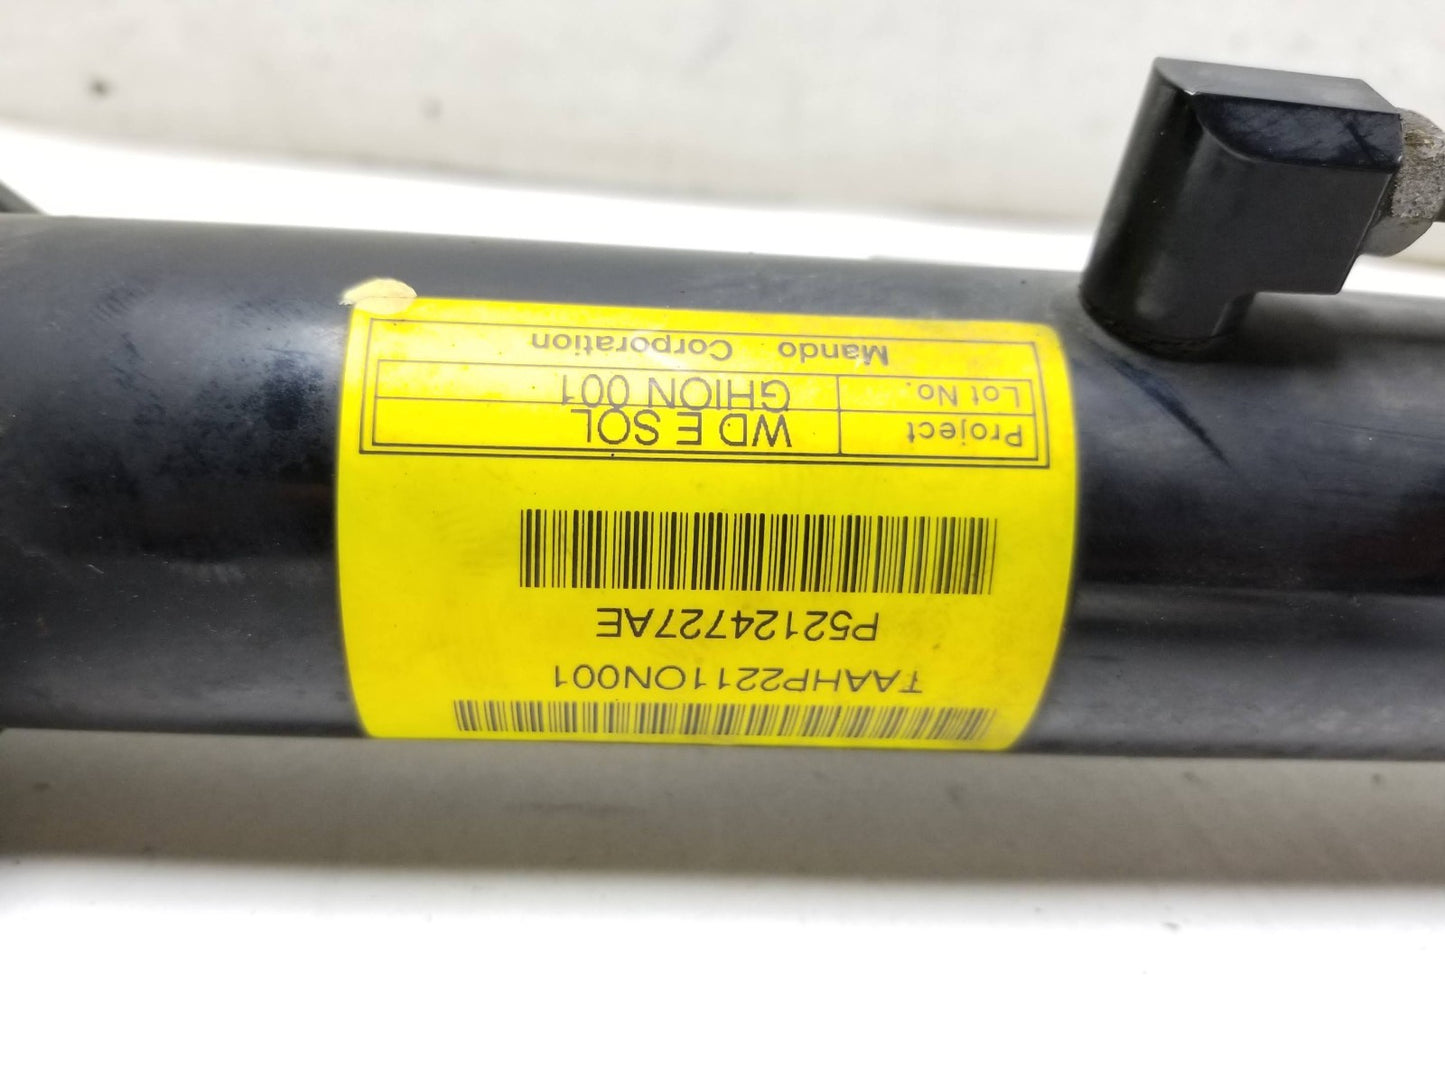 TAAHP2211ON001
P52124727AE
Project WD E SOL
Lot No. GHION 001
Mando Corporation